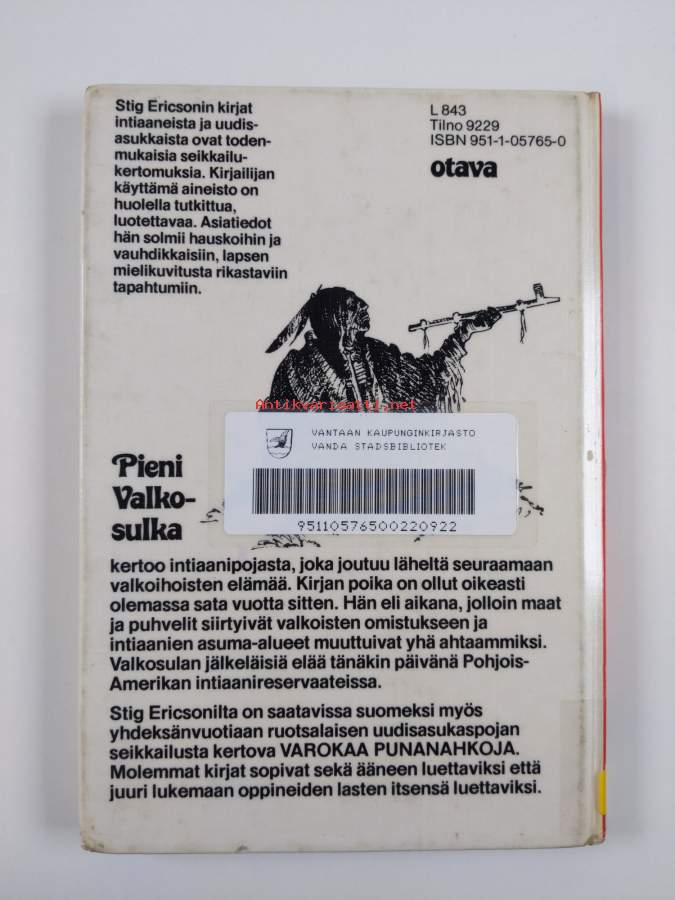 Stig Ericsonin kirjat
intiaaneista ja uudis-
asukkaista ovat toden-
mukaisia seikkailu-
kertomuksia. Kirjailijan
käyttämä aineisto on
huolella tutkittua,
luotettavaa. Asiatiedot
hän solmii hauskoihin ja
vauhdikkaisiin, lapsen
mielikuvitusta rikastaviin
tapahtumiin.
L 843
Tilno 9229
ISBN 951-1-05765-0
otava
Antikvariaatti.net
VANTAAN KAUPUNGINKIRJASTO
VANDA STADSBIBLIOTEK
95110576500220922
Pieni
Valko-
sulka
kertoo intiaanipojasta, joka joutuu läheltä seuraamaan
valkoihoisten elämää. Kirjan poika on ollut oikeasti
olemassa sata vuotta sitten. Hän eli aikana, jolloin maat
ja puhvelit siirtyivät valkoisten omistukseen ja
intiaanien asuma-alueet muuttuivat yhä ahtaammiksi.
Valkosulan jälkeläisiä elää tänäkin päivänä Pohjois-
Amerikan intiaanireservaateissa.
Stig Ericsonilta on saatavissa suomeksi myös
yhdeksänvuotiaan ruotsalaisen uudisasukaspojan
seikkailusta kertova VAROKAA PUNANAHKOJA.
Molemmat kirjat sopivat sekä ääneen luettaviksi että
juuri lukemaan oppineiden lasten itsensä luettaviksi.